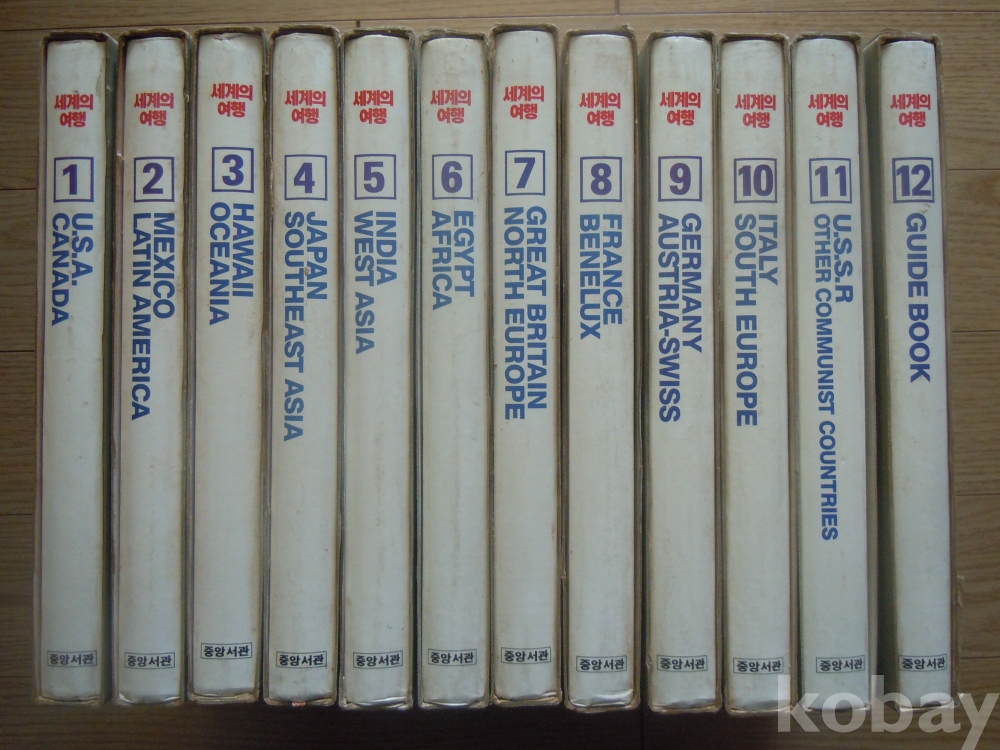 세계의
여행
1
U.S.A.
CANADA
중앙서관
세계의
여행
2
MEXICO
LATIN AMERICA
중앙서관
세계의
여행
3
HAWAII
OCEANIA
중앙서관
세계의
여행
4
JAPAN
SOUTHEAST ASIA
중앙서관
세계의
여행
5
INDIA
WEST ASIA
중앙서관
세계의
여행
6
EGYPT
AFRICA
중앙서관
세계의
여행
7
GREAT BRITAIN
NORTH EUROPE
중앙서관
세계의
여행
8
FRANCE
BENELUX
중앙서관
세계의
여행
9
GERMANY
AUSTRIA-SWISS
중앙서관
세계의
여행
10
ITALY
SOUTH EUROPE
중앙서관
세계의
여행
11
U.S.S.R
OTHER COMMUNIST COUNTRIES
중앙서관
세계의
여행
12
GUIDE BOOK
중앙서관
kobay